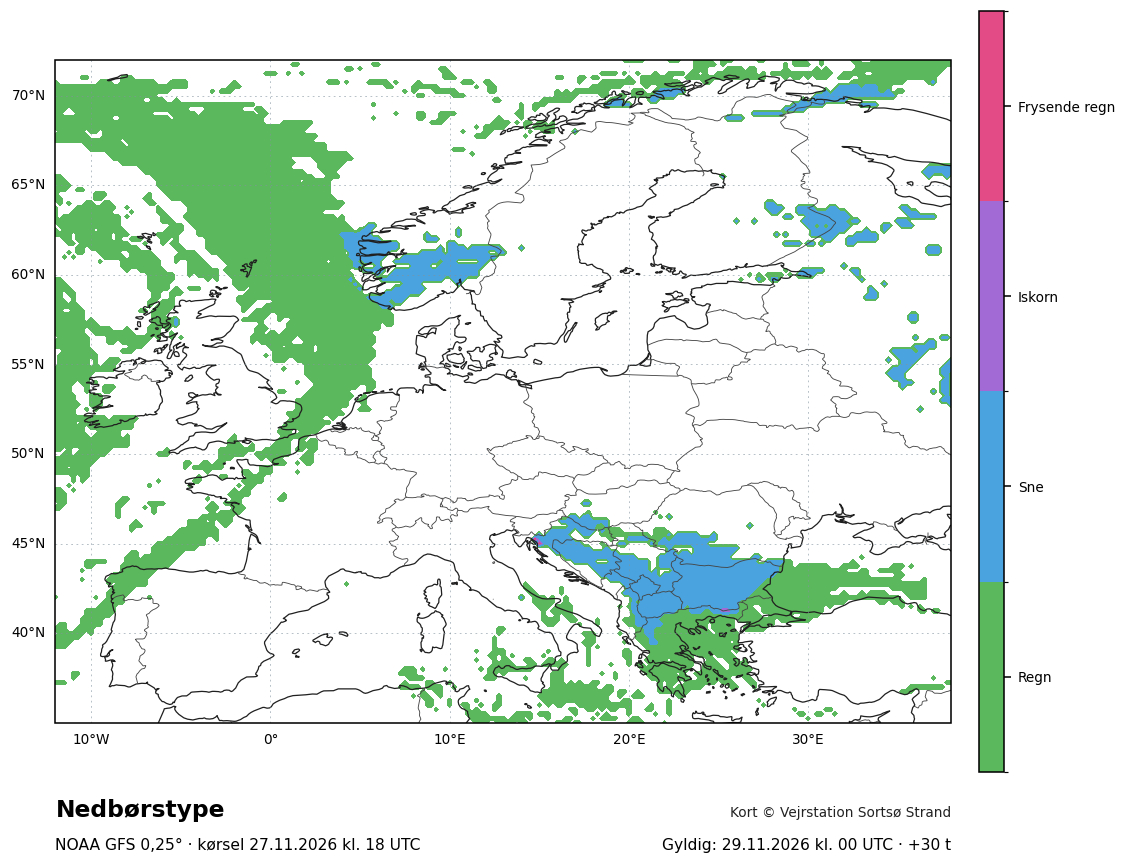 Frysende regn
Iskorn
Sne
Regn
70°N
65°N
60°N
55°N
50°N
45°N
40°N
10°W
0°
10°E
20°E
30°E
Nedbørstype
Kort © Vejrstation Sortsø Strand
NOAA GFS 0,25° · kørsel 27.11.2026 kl. 18 UTC
Gyldig: 29.11.2026 kl. 00 UTC · +30 t